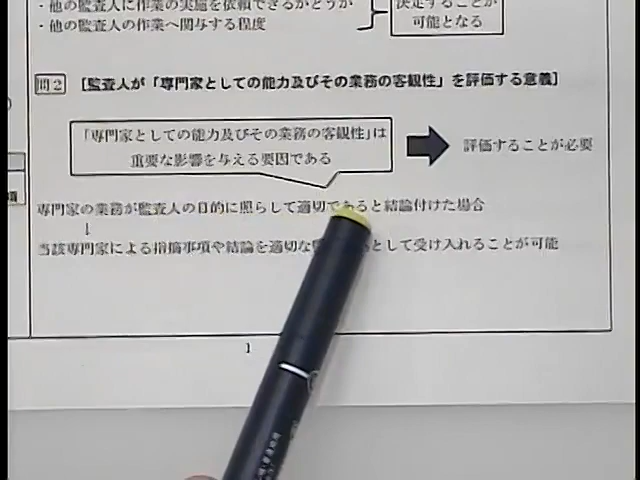 ・他の監査人に作業の実施を依頼できるかどうか
・他の監査人の作業へ関与する程度
決定することが
可能となる
問2 [監査人が「専門家としての能力及びその業務の客観性」を評価する意義]
「専門家としての能力及びその業務の客観性」は
重要な影響を与える要因である
評価することが必要
専門家の業務が監査人の目的に照らして適切であると結論付けた場合
↓
当該専門家による指摘事項や結論を適切な として受け入れることが可能
1